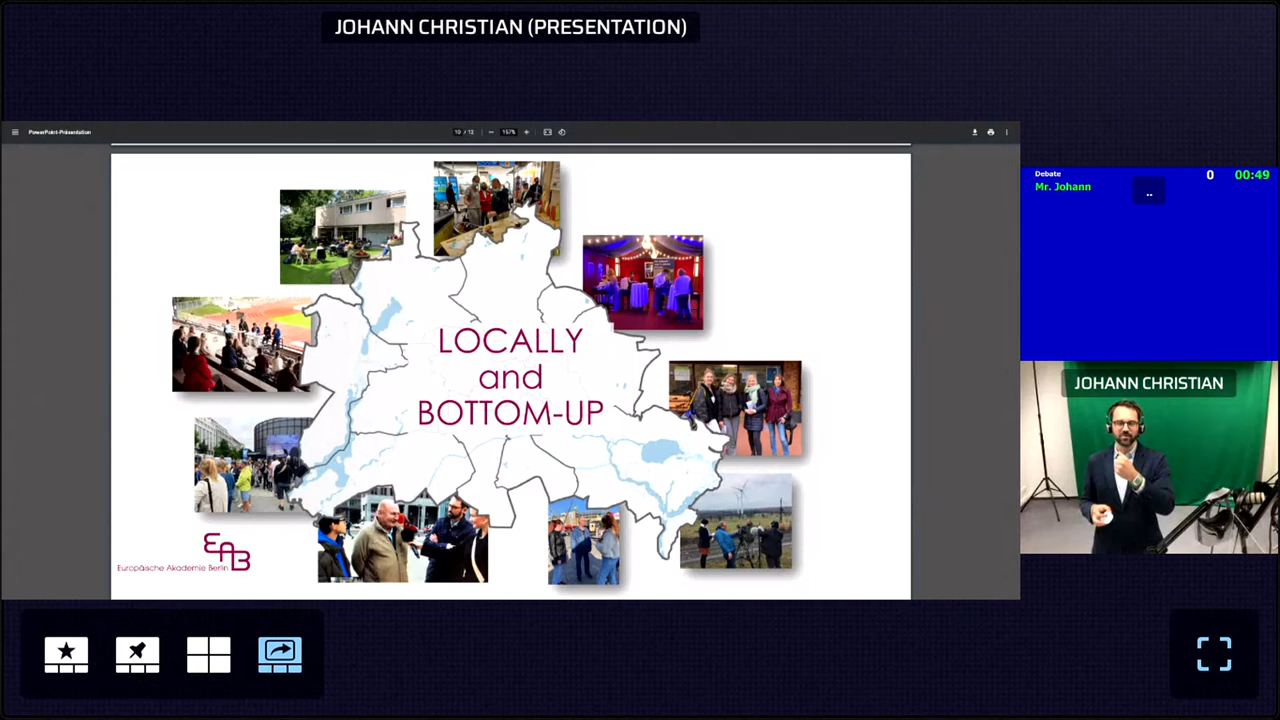 JOHANN CHRISTIAN (PRESENTATION)
PowerPoint-Präsentation
10 / 13
157%
LOCALLY
and
BOTTOM-UP
EAB
Europäische Akademie Berlin
Debate
0
00:49
Mr. Johann
..
JOHANN CHRISTIAN